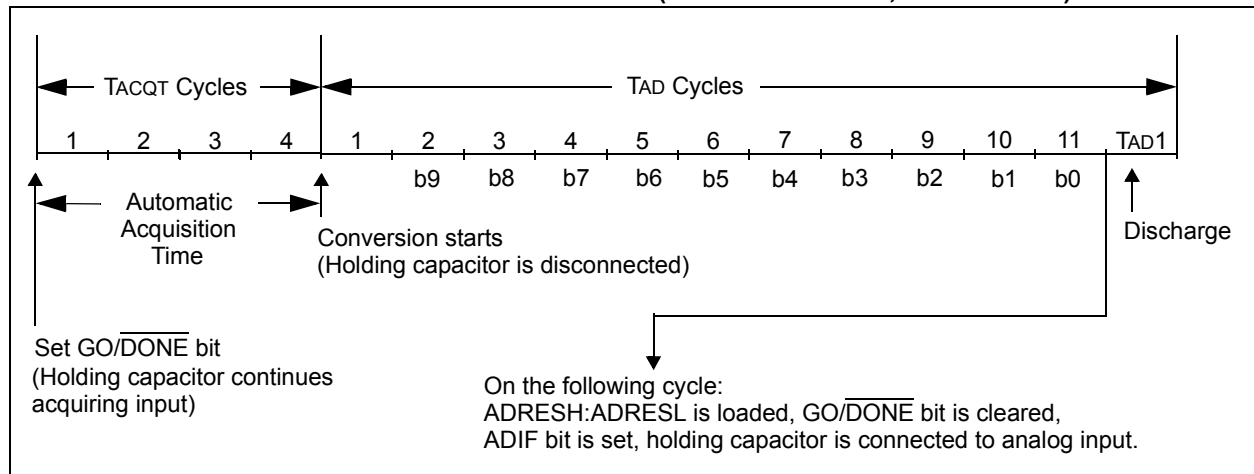 TACQT Cycles TAD Cycles
1 2 3 4 1 2 3 4 5 6 7 8 9 10 11 TAD1
b9 b8 b7 b6 b5 b4 b3 b2 b1 b0
Automatic
Acquisition
Time
Conversion starts
(Holding capacitor is disconnected)
Discharge
Set GO/DONE bit
(Holding capacitor continues
acquiring input)
On the following cycle:
ADRESH:ADRESL is loaded, GO/DONE bit is cleared,
ADIF bit is set, holding capacitor is connected to analog input.